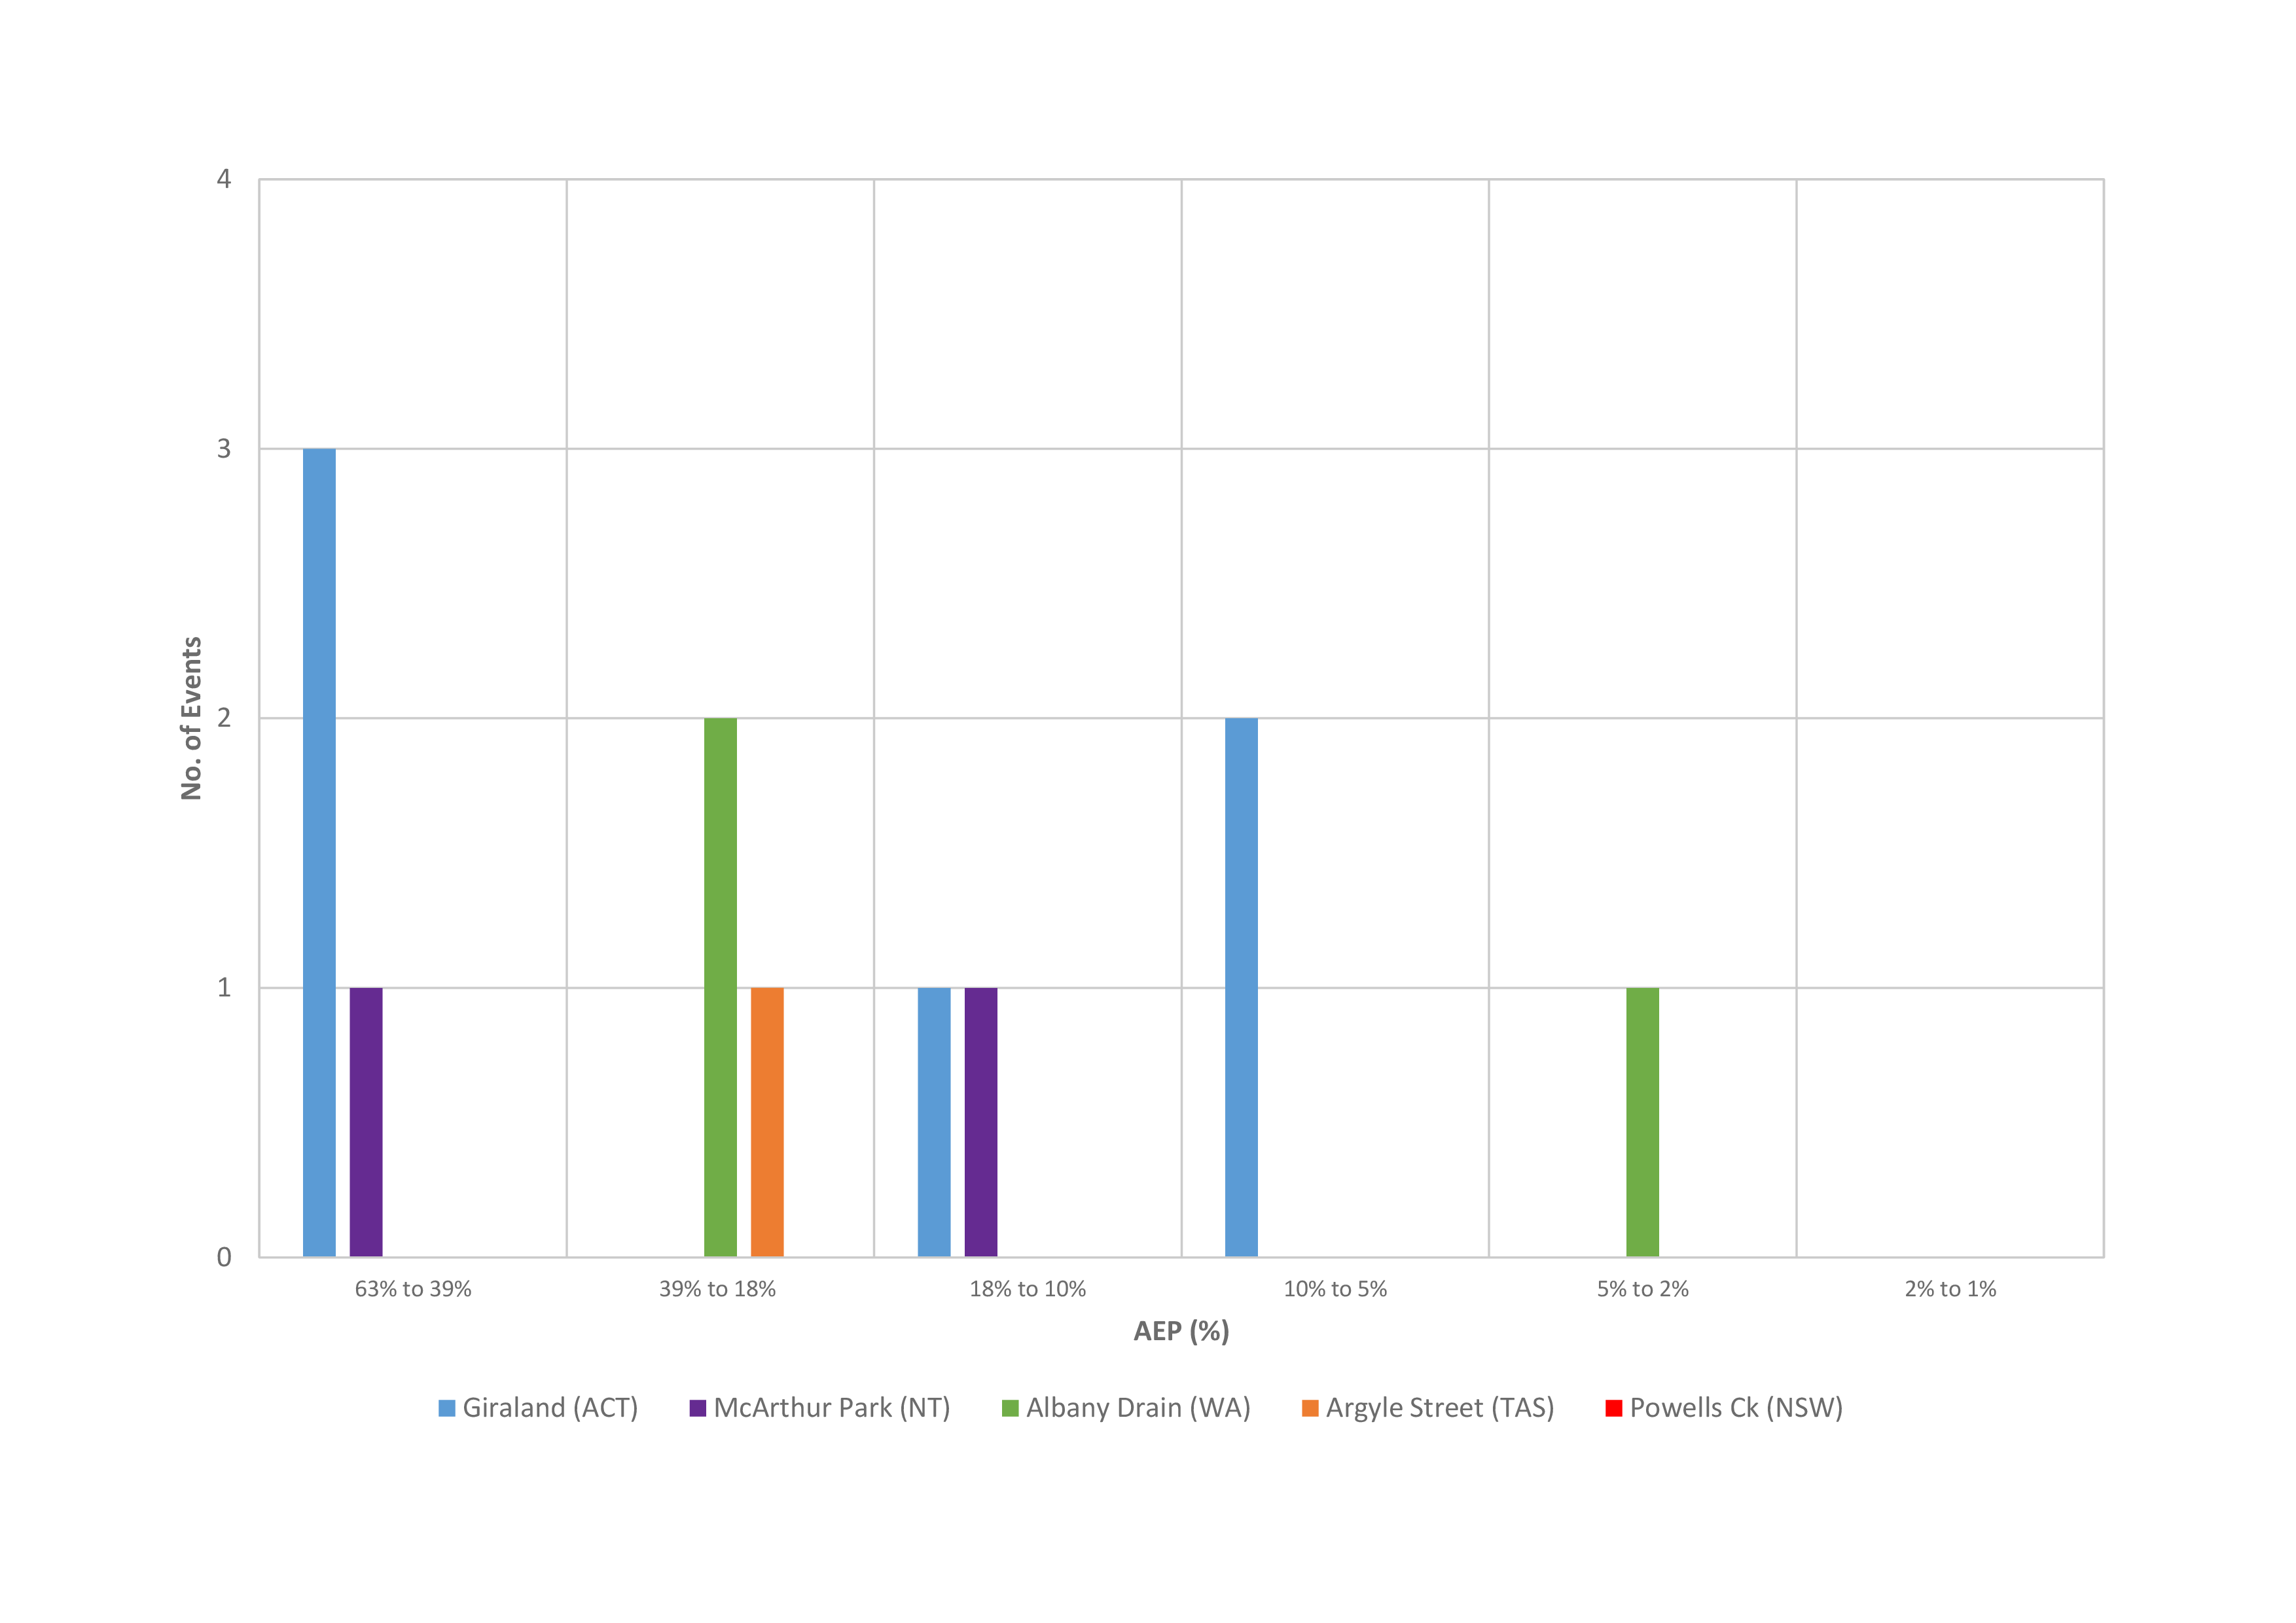 4
3
2
1
0
No. of Events
63% to 39%
39% to 18%
18% to 10%
10% to 5%
5% to 2%
2% to 1%
AEP (%)
Giraland (ACT)
McArthur Park (NT)
Albany Drain (WA)
Argyle Street (TAS)
Powells Ck (NSW)